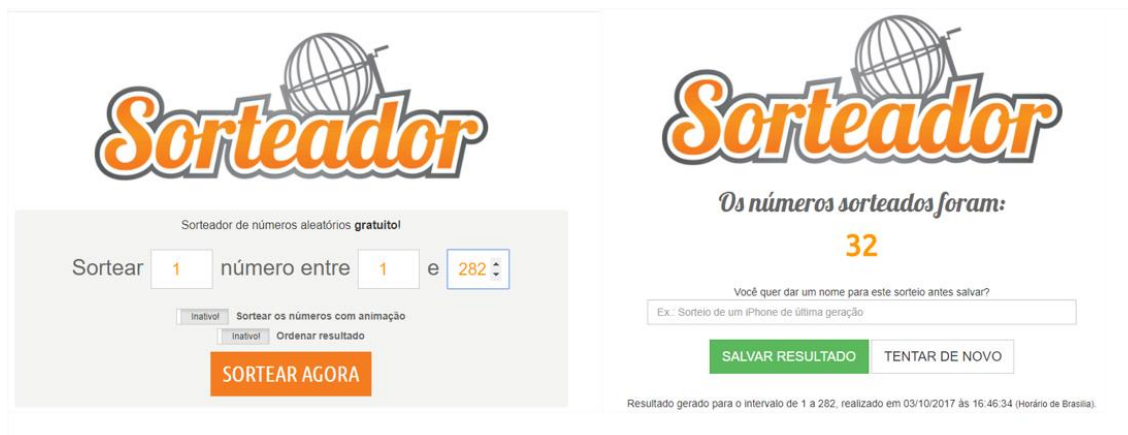 Sorteador
Sorteador de números aleatórios gratuito!
Sortear 1 número entre 1 e 282
Inativo! Sortear os números com animação
Inativo! Ordenar resultado
SORTEAR AGORA
Sorteador
Os números sorteados foram:
32
Você quer dar um nome para este sorteio antes salvar?
Ex.: Sorteio de um iPhone de última geração
SALVAR RESULTADO TENTAR DE NOVO
Resultado gerado para o intervalo de 1 a 282, realizado em 03/10/2017 às 16:46:34 (Horário de Brasilia).